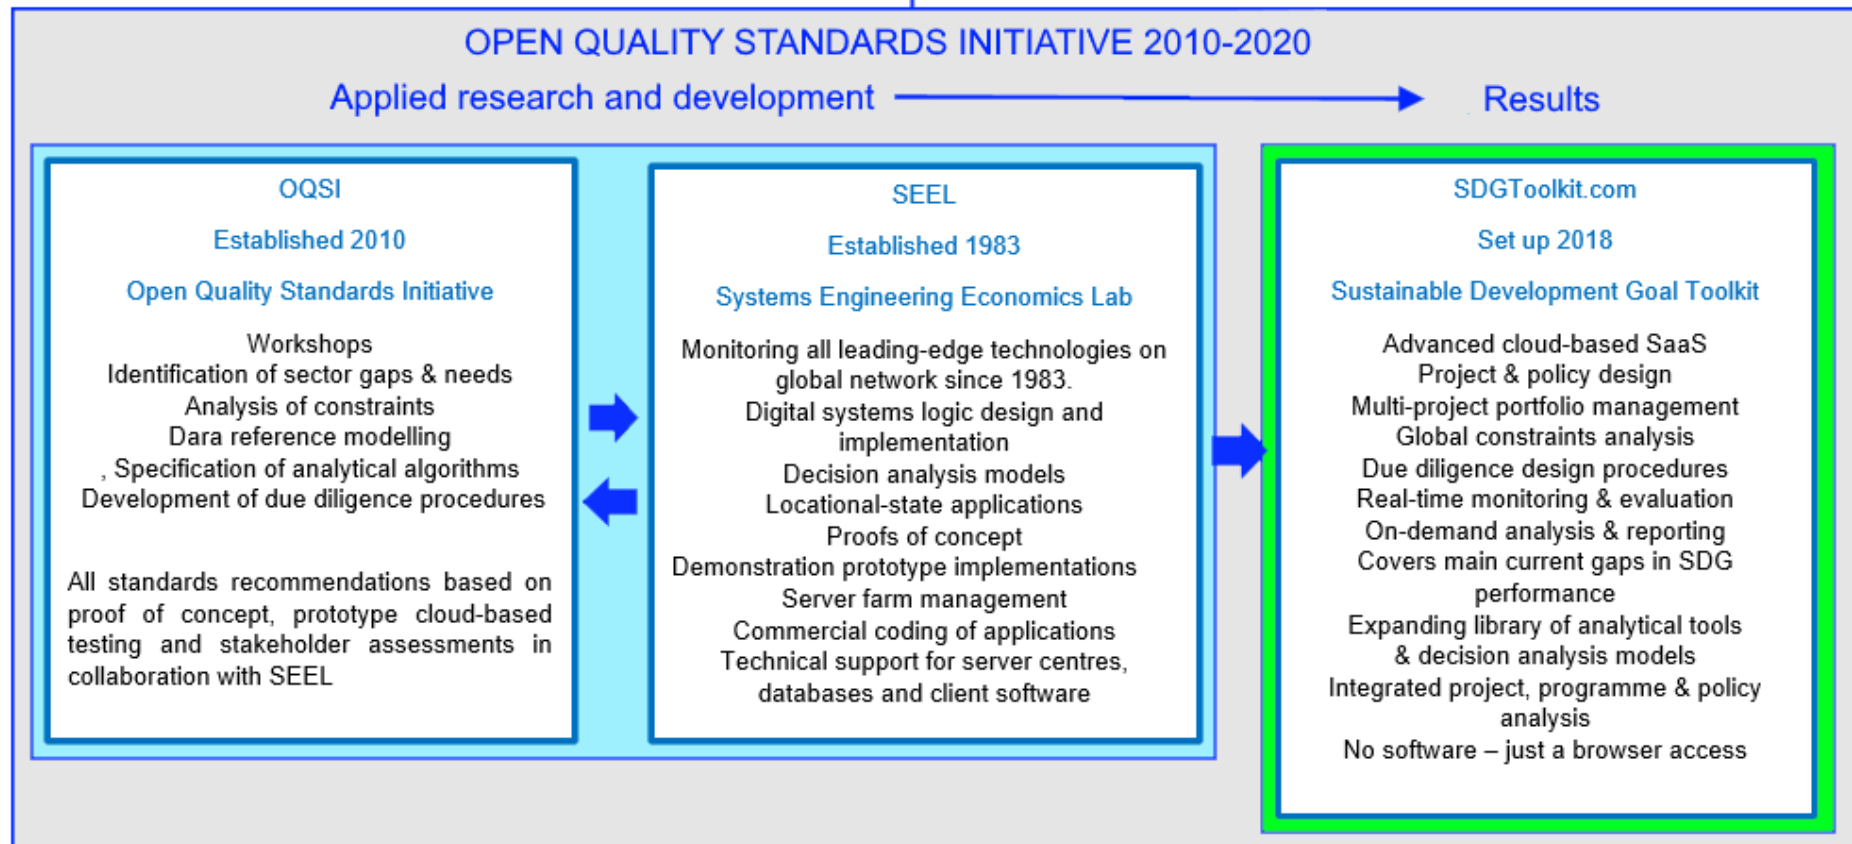 OPEN QUALITY STANDARDS INITIATIVE 2010-2020
Applied research and development
Results
OQSI
Established 2010
Open Quality Standards Initiative
Workshops
Identification of sector gaps & needs
Analysis of constraints
Dara reference modelling
, Specification of analytical algorithms
Development of due diligence procedures
All standards recommendations based on
proof of concept, prototype cloud-based
testing and stakeholder assessments in
collaboration with SEEL
SEEL
Established 1983
Systems Engineering Economics Lab
Monitoring all leading-edge technologies on
global network since 1983.
Digital systems logic design and
implementation
Decision analysis models
Locational-state applications
Proofs of concept
Demonstration prototype implementations
Server farm management
Commercial coding of applications
Technical support for server centres,
databases and client software
SDGToolkit.com
Set up 2018
Sustainable Development Goal Toolkit
Advanced cloud-based SaaS
Project & policy design
Multi-project portfolio management
Global constraints analysis
Due diligence design procedures
Real-time monitoring & evaluation
On-demand analysis & reporting
Covers main current gaps in SDG
performance
Expanding library of analytical tools
& decision analysis models
Integrated project, programme & policy
analysis
No software – just a browser access